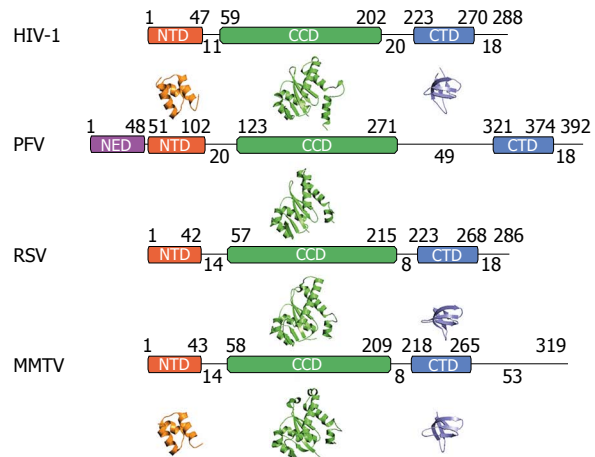 1 47 59 202 223 270 288
HIV-1 NTD CCD CTD
11 20 18
1 48 51 102 123 271 321 374 392
PFV NED NTD CCD CTD
20 49 18
1 42 57 215 223 268 286
RSV NTD CCD CTD
14 8 18
1 43 58 209 218 265 319
MMTV NTD CCD CTD
14 8 53